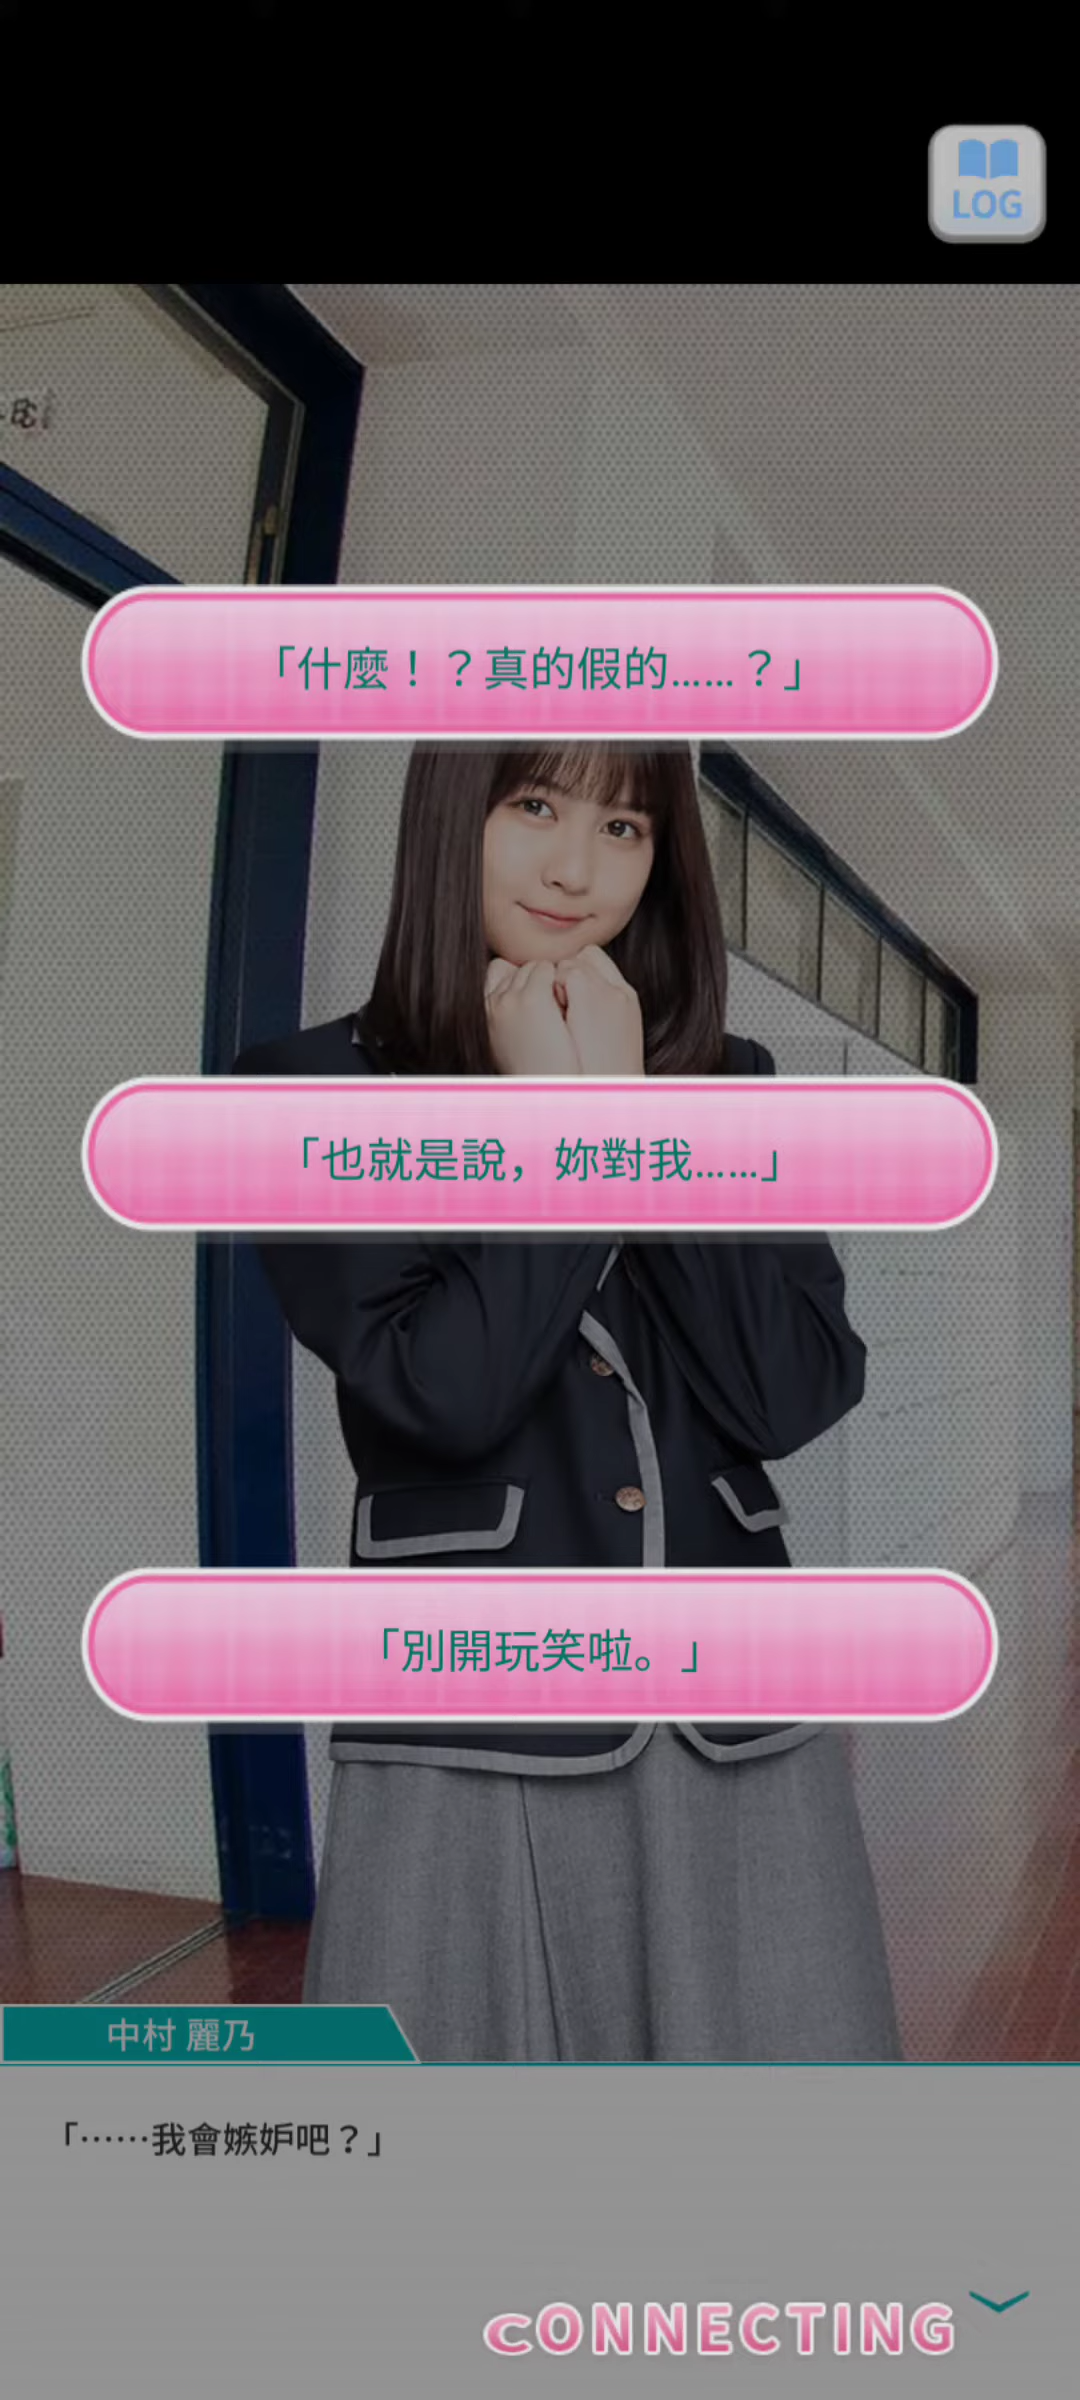 LOG
「什麼！？真的假的……？」
「也就是說，妳對我……」
「別開玩笑啦。」
中村 麗乃
「……我會嫉妒吧？」
CONNECTING